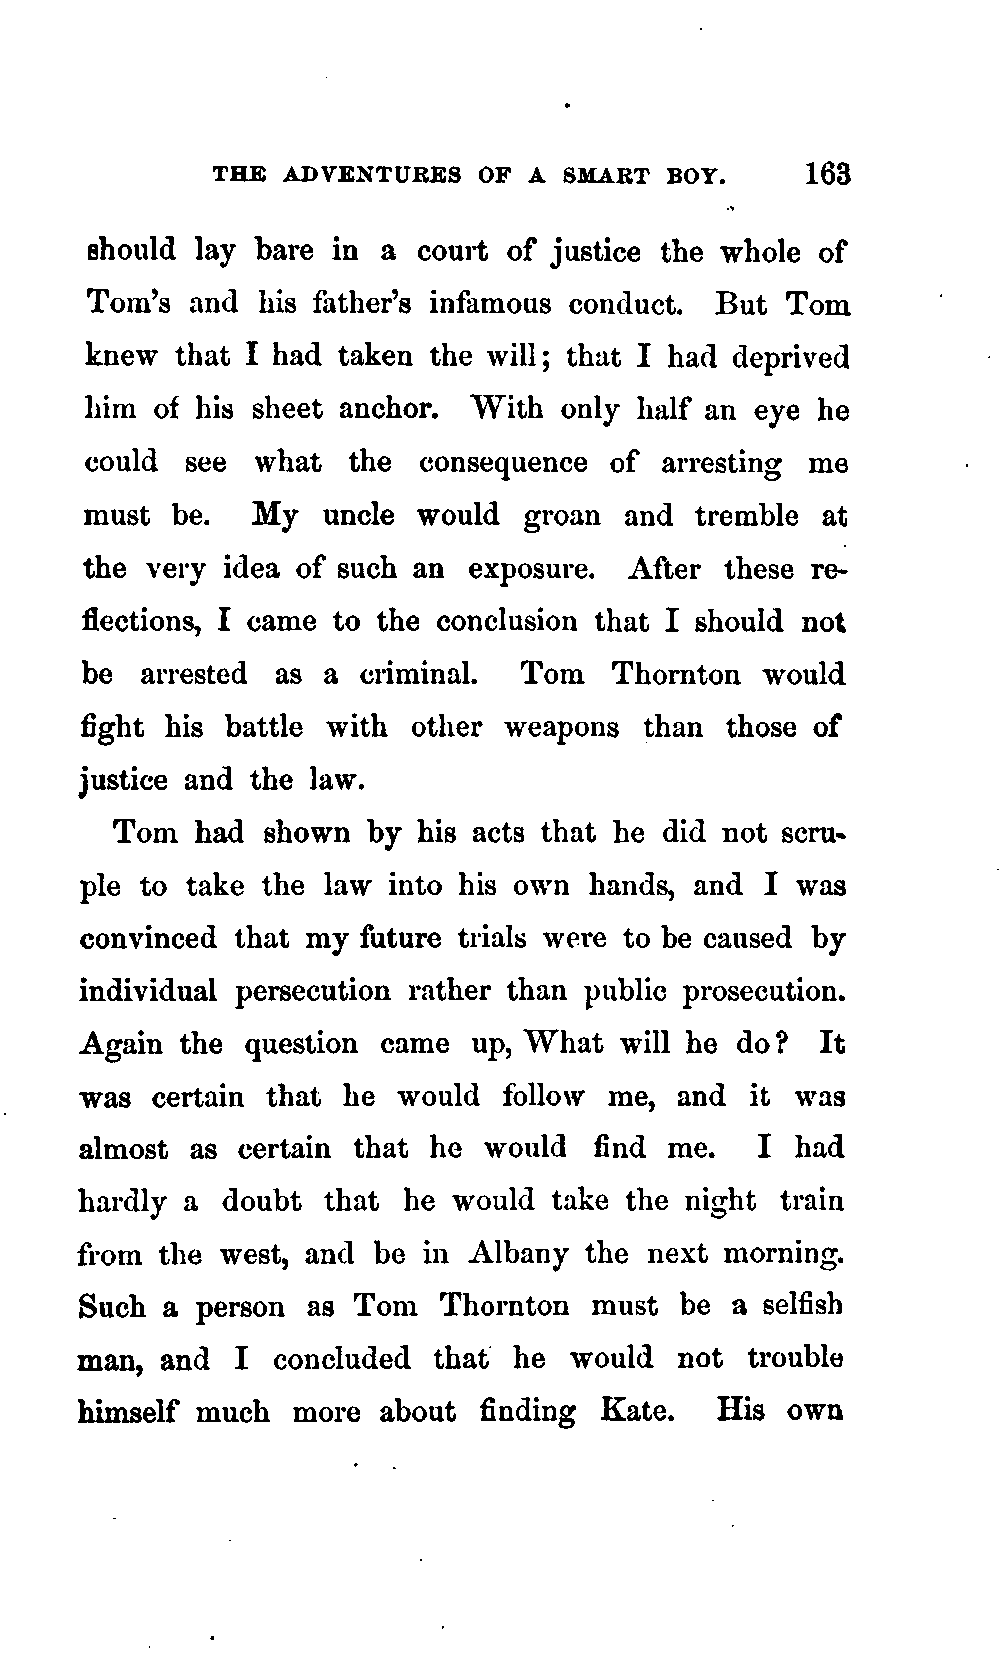 THE ADVENTURES OF A SMART BOY. 163
should lay bare in a court of justice the whole of
Tom's and his father's infamous conduct. But Tom
knew that I had taken the will; that I had deprived
him of his sheet anchor. With only half an eye he
could see what the consequence of arresting me
must be. My uncle would groan and tremble at
the very idea of such an exposure. After these re-
flections, I came to the conclusion that I should not
be arrested as a criminal. Tom Thornton would
fight his battle with other weapons than those of
justice and the law.
Tom had shown by his acts that he did not scru-
ple to take the law into his own hands, and I was
convinced that my future trials were to be caused by
individual persecution rather than public prosecution.
Again the question came up, What will he do? It
was certain that he would follow me, and it was
almost as certain that he would find me. I had
hardly a doubt that he would take the night train
from the west, and be in Albany the next morning.
Such a person as Tom Thornton must be a selfish
man, and I concluded that he would not trouble
himself much more about finding Kate. His own